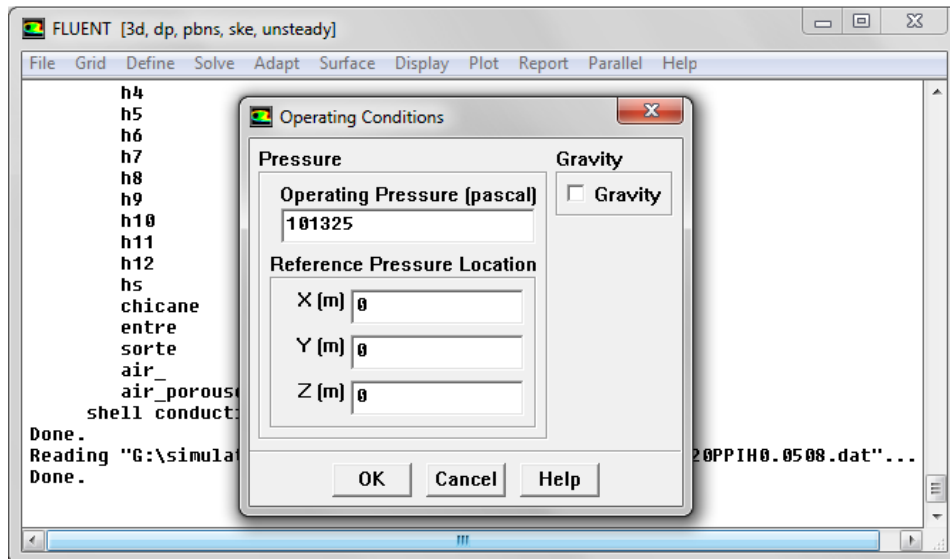 FLUENT [3d, dp, pbns, ske, unsteady]
File Grid Define Solve Adapt Surface Display Plot Report Parallel Help
h4
h5
h6
h7
h8
h9
h10
h11
h12
hs
chicane
entre
sorte
air_
air_porous
shell conduct
Done.
Reading "G:\simulat
20PPIH0.0508.dat"...
Done.
Operating Conditions
Pressure
Operating Pressure (pascal)
101325
Reference Pressure Location
X (m) 0
Y (m) 0
Z (m) 0
Gravity
Gravity
OK Cancel Help